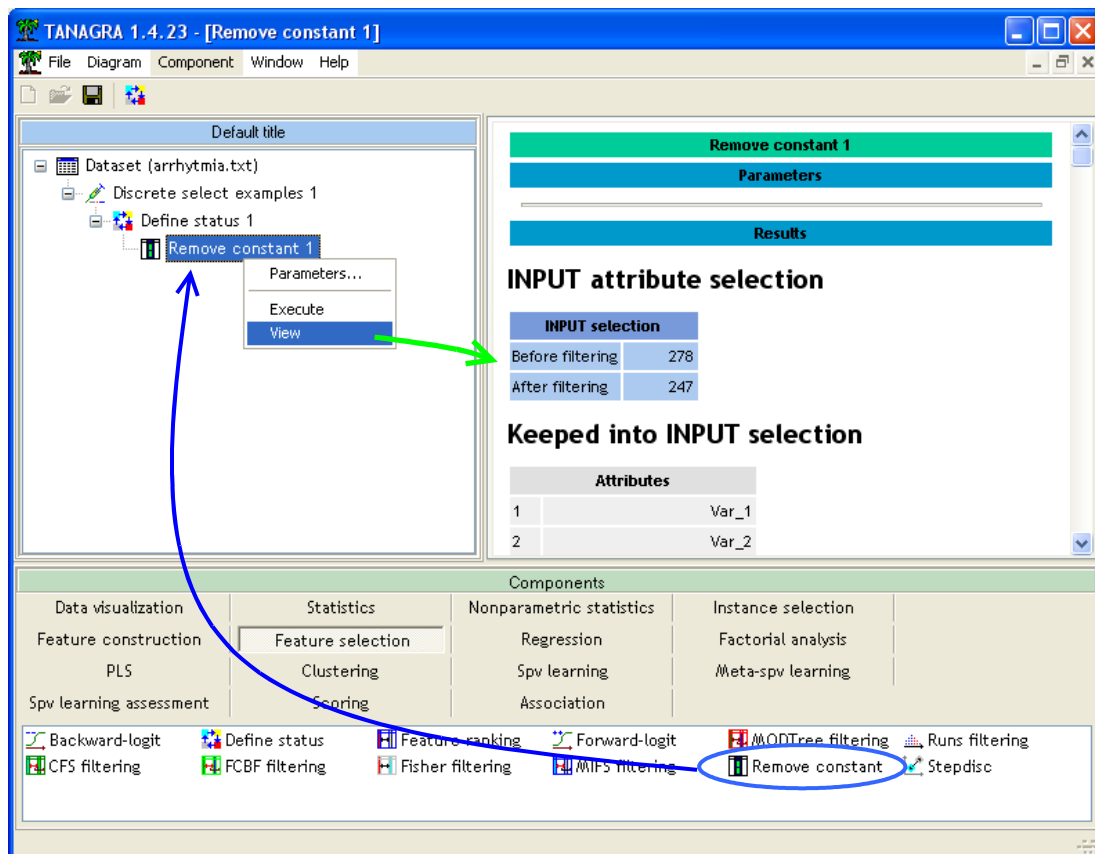 TANAGRA 1.4.23 - [Remove constant 1]
File Diagram Component Window Help
Default title
Dataset (arrhytmia.txt)
Discrete select examples 1
Define status 1
Remove constant 1
Parameters...
Execute
View
Remove constant 1
Parameters
Results
INPUT attribute selection
INPUT selection
Before filtering 278
After filtering 247
Keeped into INPUT selection
Attributes
1 Var_1
2 Var_2
Components
Data visualization Statistics Nonparametric statistics Instance selection
Feature construction Feature selection Regression Factorial analysis
PLS Clustering Spv learning Meta-spv learning
Spv learning assessment Scoring Association
Backward-logit Define status Feature ranking Forward-logit MODTree filtering Runs filtering
CFS filtering FCBF filtering Fisher filtering MIFS filtering Remove constant Stepdisc